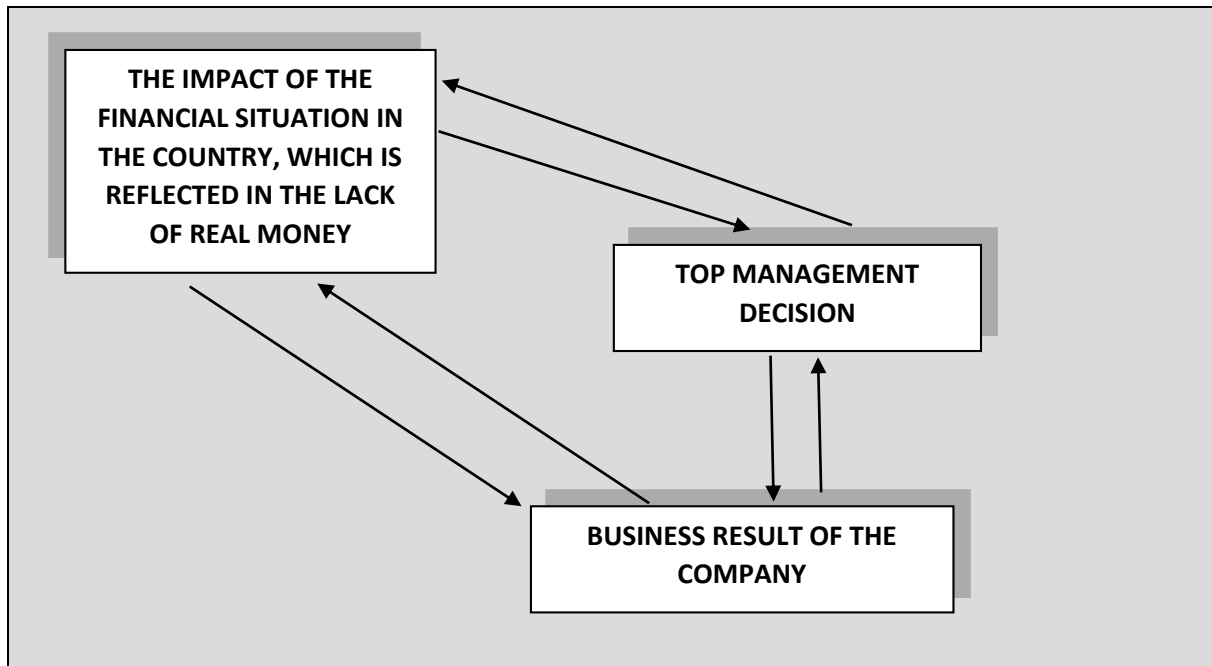 THE IMPACT OF THE
FINANCIAL SITUATION IN
THE COUNTRY, WHICH IS
REFLECTED IN THE LACK
OF REAL MONEY
TOP MANAGEMENT
DECISION
BUSINESS RESULT OF THE
COMPANY